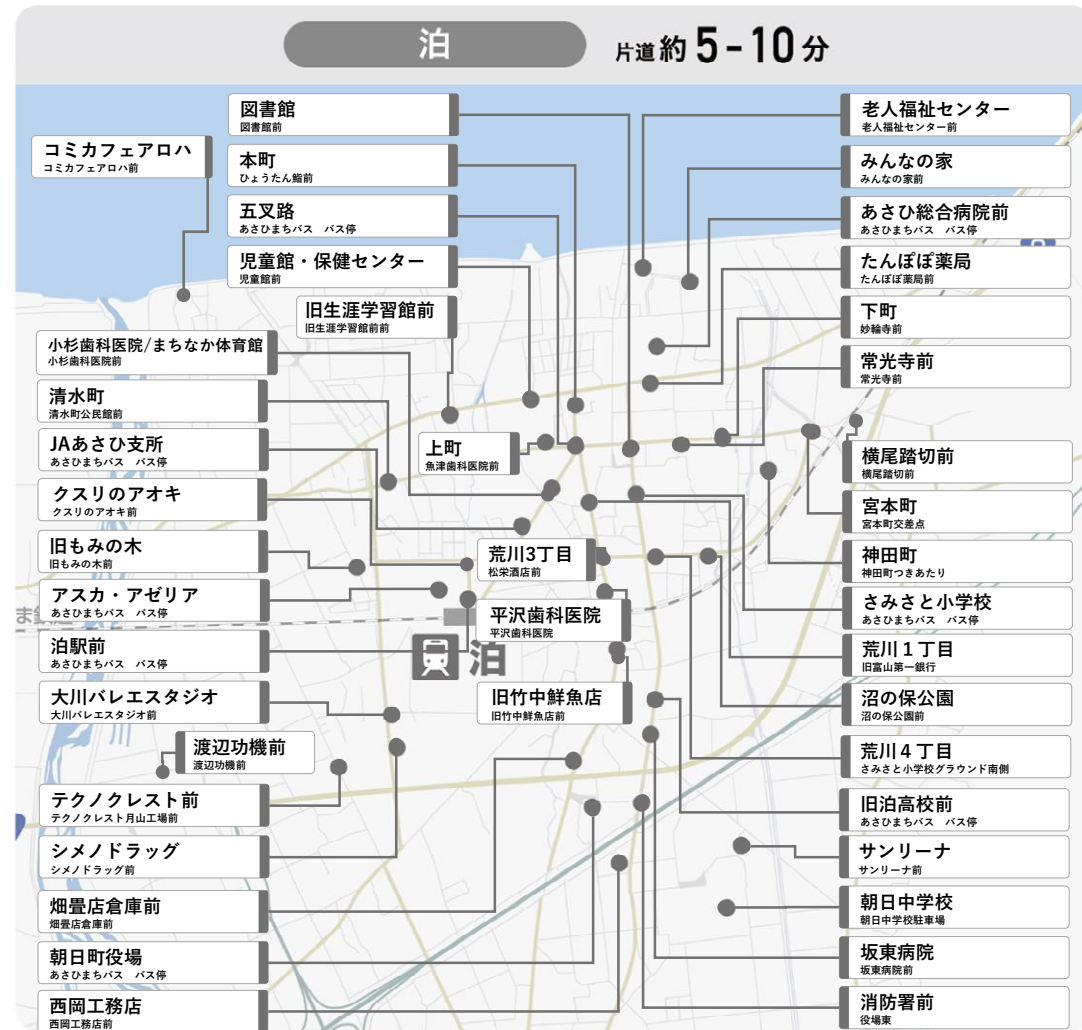 泊
片道約5-10分
図書館
図書館前
コミカフェアロハ
コミカフェアロハ前
本町
ひょうたん鮨前
五叉路
あさひまちバス　バス停
児童館・保健センター
児童館前
旧生涯学習館前
旧生涯学習館前前
小杉歯科医院/まちなか体育館
小杉歯科医院前
清水町
清水町公民館前
上町
魚津歯科医院前
JAあさひ支所
あさひまちバス　バス停
クスリのアオキ
クスリのアオキ前
旧もみの木
旧もみの木前
荒川3丁目
松栄酒店前
アスカ・アゼリア
あさひまちバス　バス停
平沢歯科医院
平沢歯科医院
泊駅前
あさひまちバス　バス停
泊
大川バレエスタジオ
大川バレエスタジオ前
旧竹中鮮魚店
旧竹中鮮魚店前
渡辺功機前
渡辺功機前
テクノクレスト前
テクノクレスト月山工場前
シメノドラッグ
シメノドラッグ前
畑畳店倉庫前
畑畳店倉庫前
朝日町役場
あさひまちバス　バス停
西岡工務店
西岡工務店前
老人福祉センター
老人福祉センター前
みんなの家
みんなの家前
あさひ総合病院前
あさひまちバス　バス停
たんぽぽ薬局
たんぽぽ薬局前
下町
妙輪寺前
常光寺前
常光寺前
横尾踏切前
横尾踏切前
宮本町
宮本町交差点
神田町
神田町つきあたり
さみさと小学校
あさひまちバス　バス停
荒川１丁目
旧富山第一銀行
沼の保公園
沼の保公園前
荒川４丁目
さみさと小学校グラウンド南側
旧泊高校前
あさひまちバス　バス停
サンリーナ
サンリーナ前
朝日中学校
朝日中学校駐車場
坂東病院
坂東病院前
消防署前
役場東